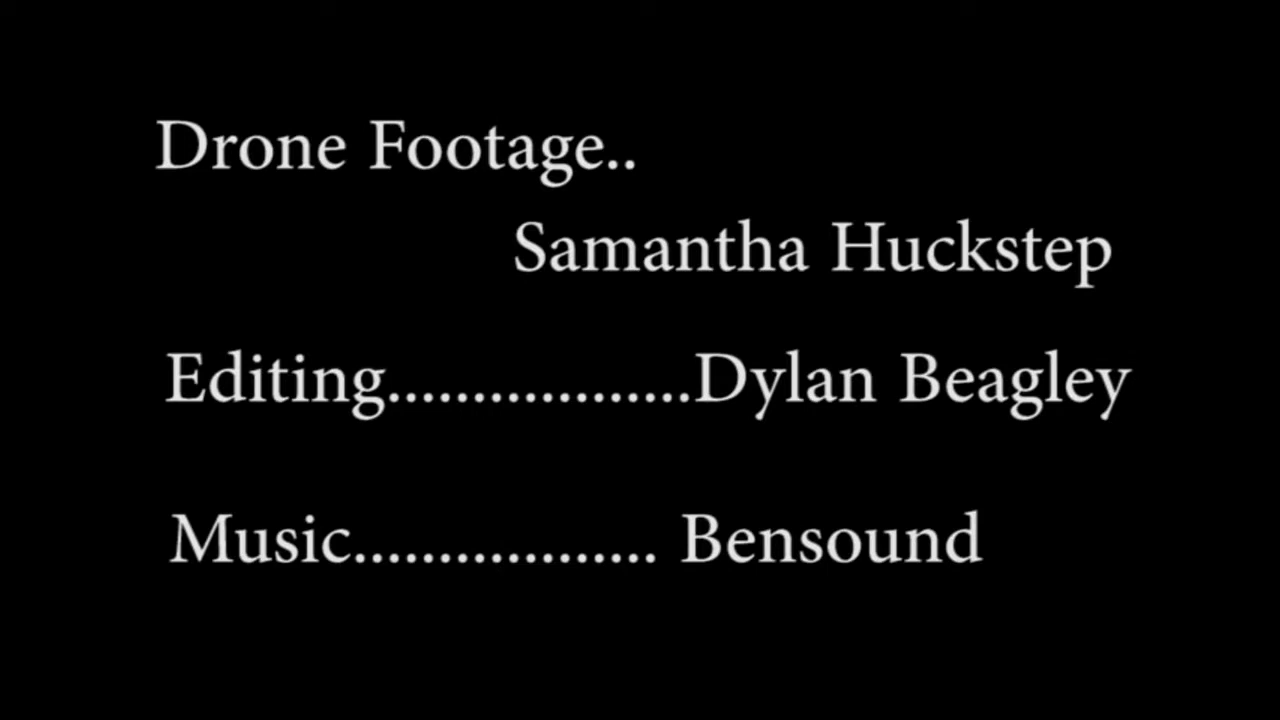 Drone Footage..
Samantha Huckstep
Editing..................Dylan Beagley
Music.................. Bensound